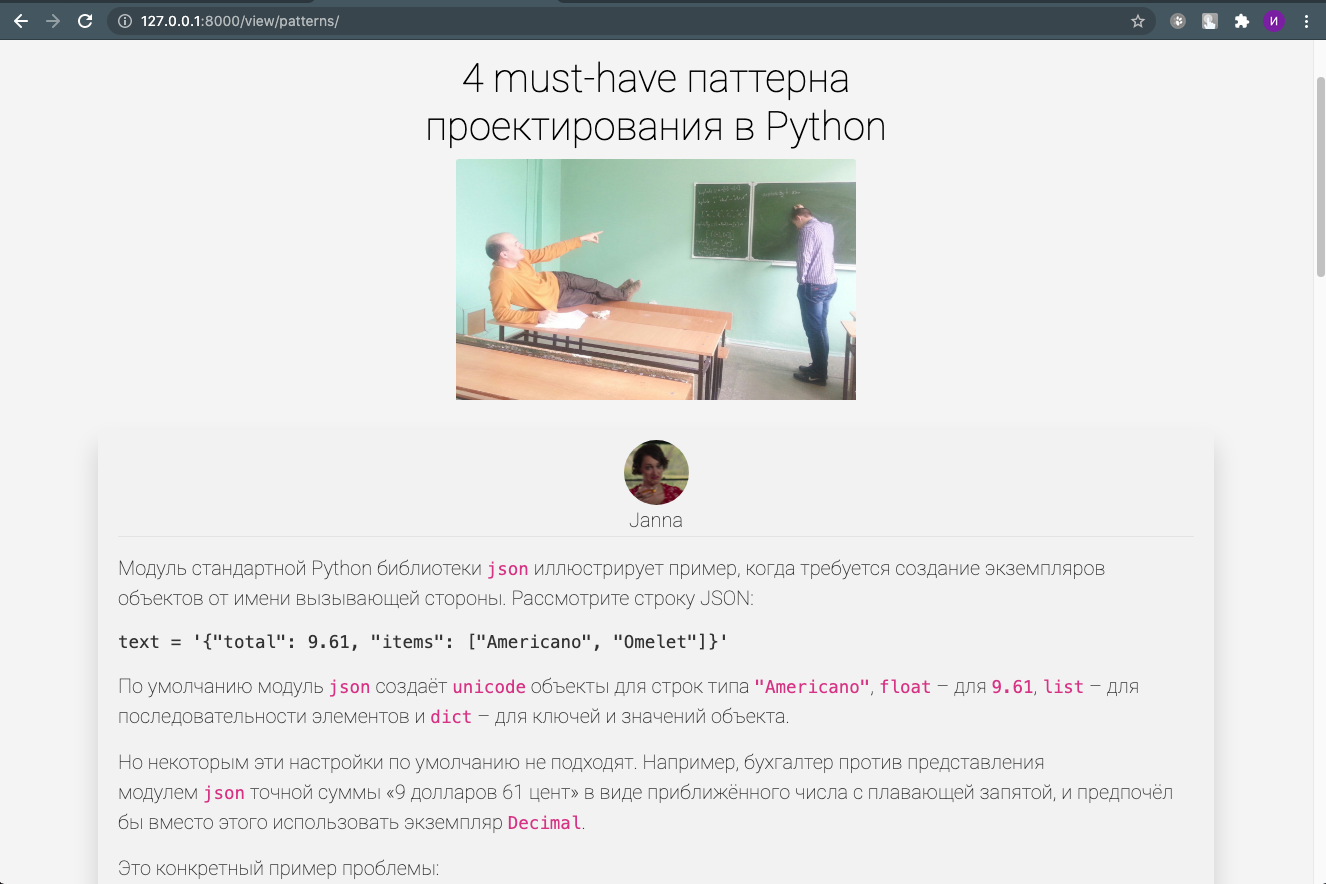 127.0.0.1:8000/view/patterns/
И
4 must-have паттерна
проектирования в Python
Janna
Модуль стандартной Python библиотеки json иллюстрирует пример, когда требуется создание экземпляров
объектов от имени вызывающей стороны. Рассмотрите строку JSON:
text = '{"total": 9.61, "items": ["Americano", "Omelet"]}'
По умолчанию модуль json создаёт unicode объекты для строк типа "Americano", float – для 9.61, list – для
последовательности элементов и dict – для ключей и значений объекта.
Но некоторым эти настройки по умолчанию не подходят. Например, бухгалтер против представления
модулем json точной суммы «9 долларов 61 цент» в виде приближённого числа с плавающей запятой, и предпочёл
бы вместо этого использовать экземпляр Decimal.
Это конкретный пример проблемы: